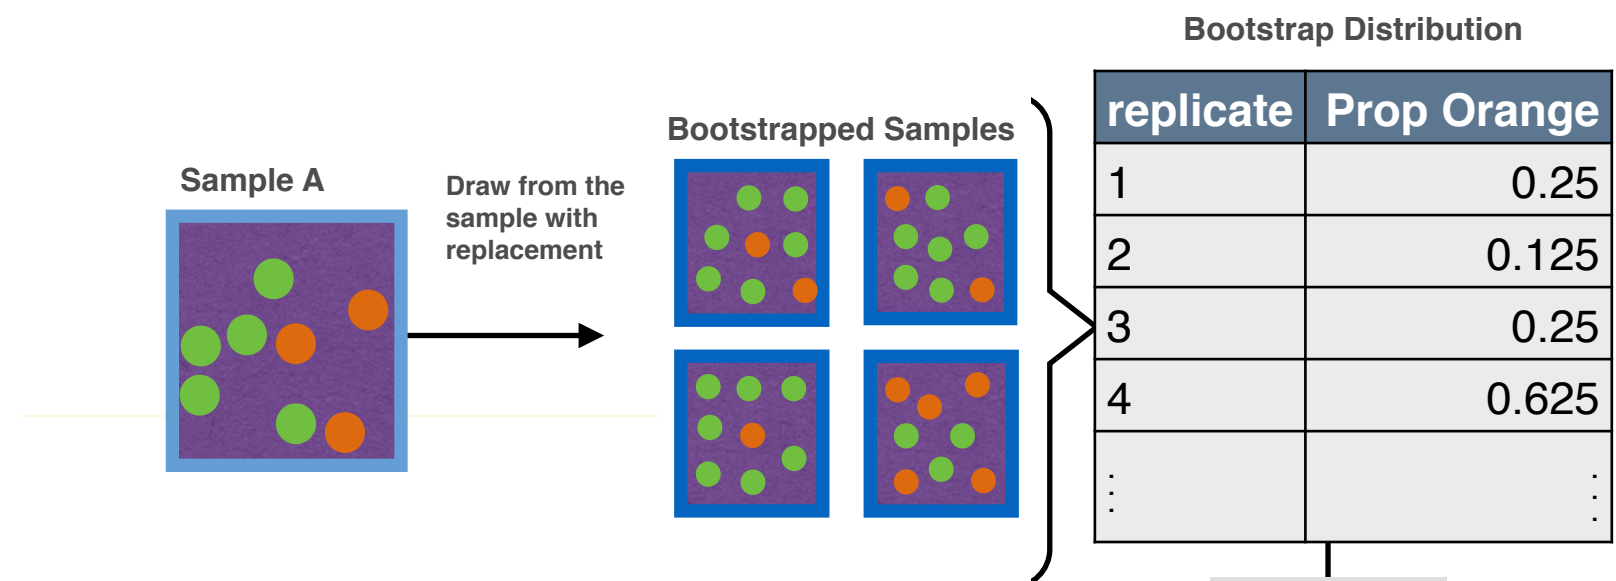 Bootstrap Distribution
Bootstrapped Samples
Sample A
Draw from the
sample with
replacement
replicate Prop Orange
1 0.25
2 0.125
3 0.25
4 0.625
⋮ ⋮